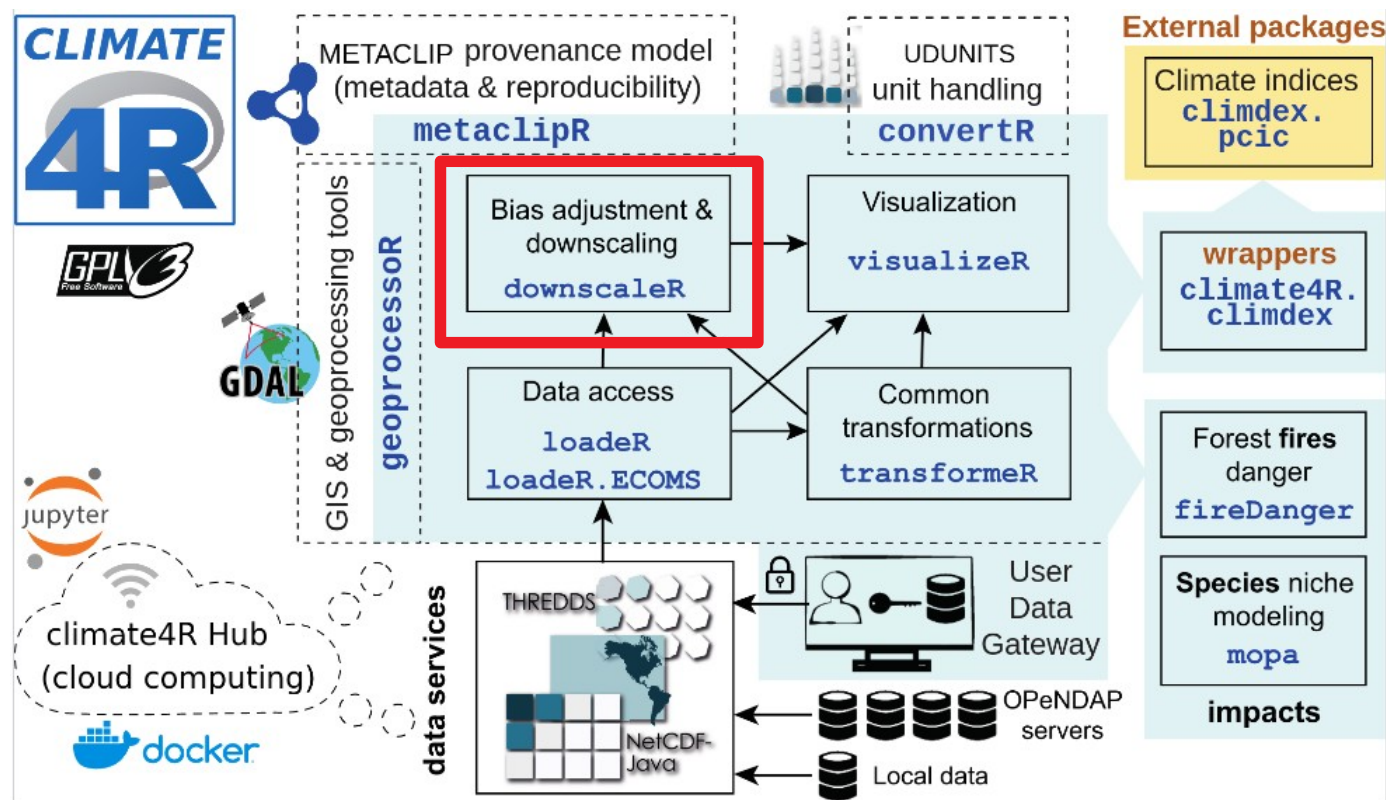 CLIMATE
4R
GPL v3
Free Software
METACLIP provenance model
(metadata & reproducibility)
metaclipR
UDUNITS
unit handling
convertR
External packages
Climate indices
climdex.
pcic
GIS & geoprocessing tools
geoprocessoR
GDAL
Bias adjustment &
downscaling
downscaleR
Visualization
visualizeR
wrappers
climate4R.
climdex
Data access
loadeR
loadeR.ECOMS
Common
transformations
transformeR
Forest fires
danger
fireDanger
Species niche
modeling
mopa
impacts
jupyter
climate4R Hub
(cloud computing)
docker
data services
THREDDS
NetCDF-
Java
User
Data
Gateway
OPeNDAP
servers
Local data